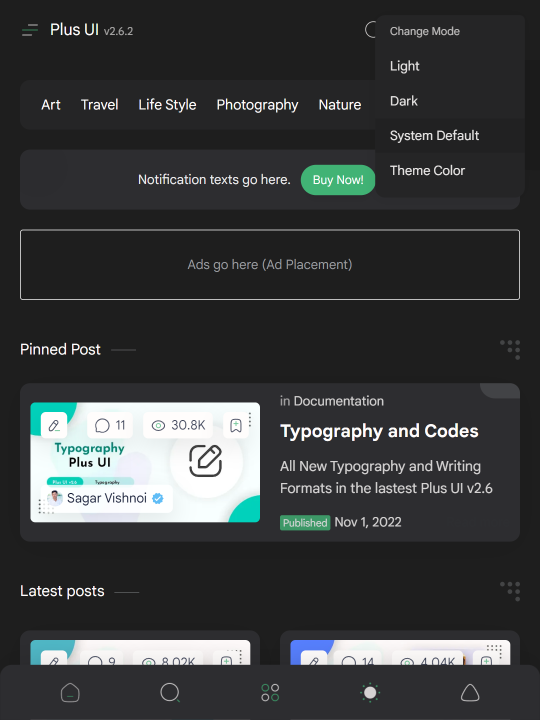 Plus UI v2.6.2
Change Mode
Light
Dark
System Default
Theme Color
Art Travel Life Style Photography Nature
Notification texts go here. Buy Now!
Ads go here (Ad Placement)
Pinned Post
11 30.8K
Typography
Plus UI
Plus UI v2.6 Typography
Sagar Vishnoi
in Documentation
Typography and Codes
All New Typography and Writing
Formats in the lastest Plus UI v2.6
Published Nov 1, 2022
Latest posts
9 8.02K
14 4.04K